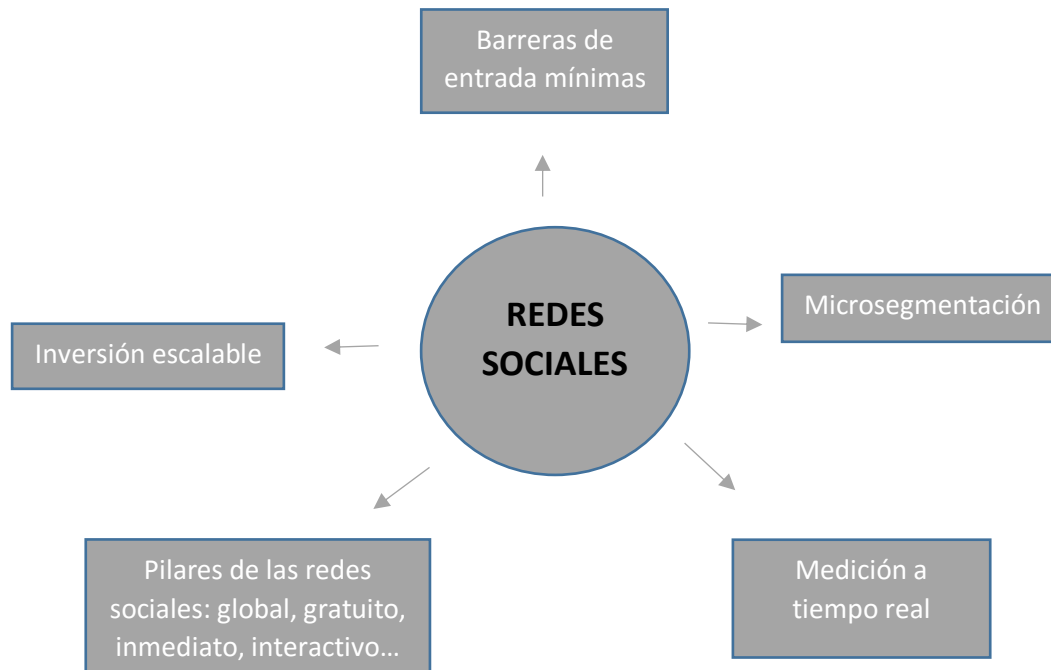 Barreras de
entrada mínimas
REDES
SOCIALES
Microsegmentación
Inversión escalable
Pilares de las redes
sociales: global, gratuito,
inmediato, interactivo…
Medición a
tiempo real